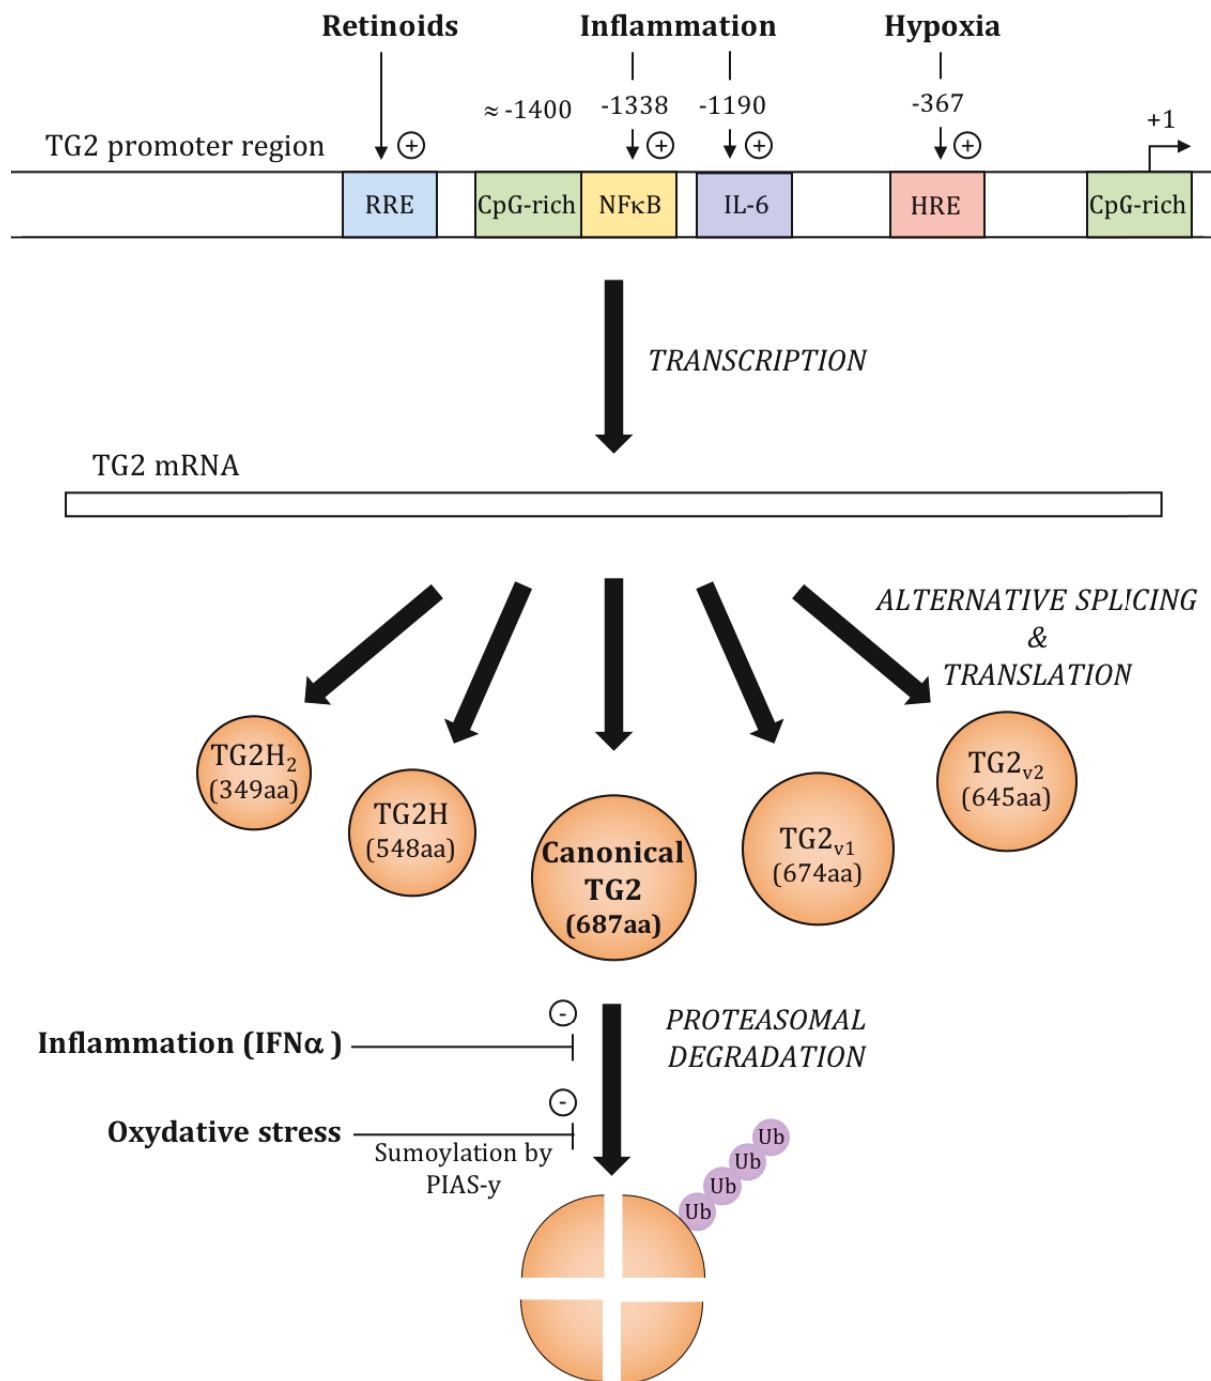 Retinoids Inflammation Hypoxia
≈ -1400 -1338 -1190 -367 +1
TG2 promoter region + + + +
RRE CpG-rich NFκB IL-6 HRE CpG-rich
TRANSCRIPTION
TG2 mRNA
ALTERNATIVE SPLICING
&
TRANSLATION
TG2H₂
(349aa)
TG2H
(548aa)
Canonical
TG2
(687aa)
TG2ᵥ₁
(674aa)
TG2ᵥ₂
(645aa)
-
Inflammation (IFNα )
PROTEASOMAL
DEGRADATION
-
Oxydative stress
Sumoylation by
PIAS-y
Ub
Ub
Ub
Ub